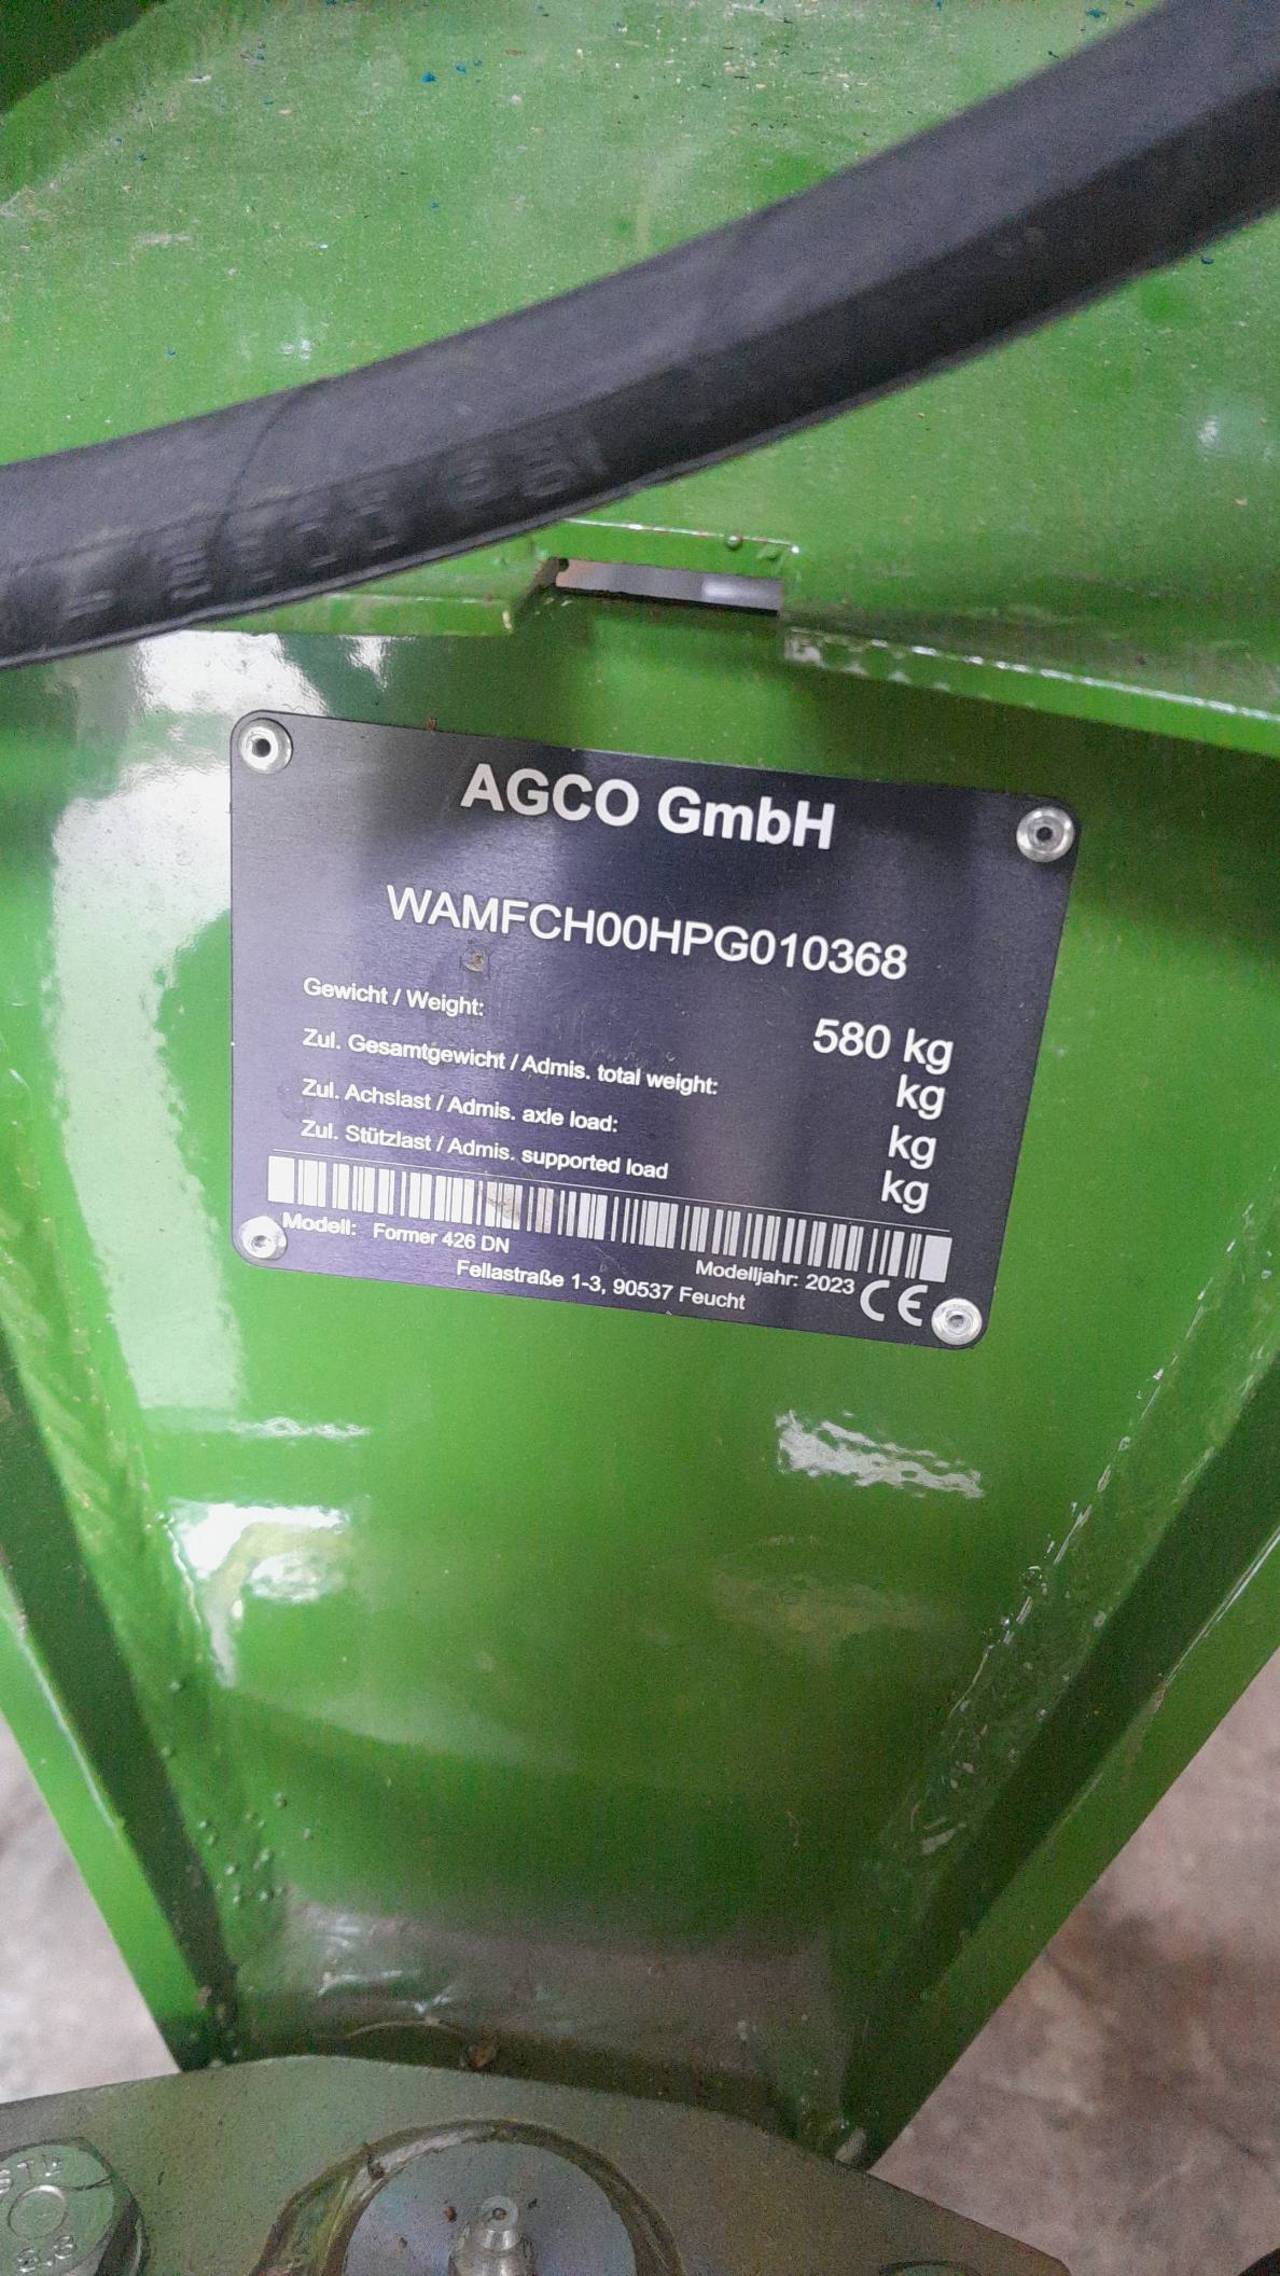 AGCO GmbH
WAMFCH00HPG010368
Gewicht / Weight: 580 kg
Zul. Gesamtgewicht / Admis. total weight: kg
Zul. Achslast / Admis. axle load: kg
Zul. Stützlast / Admis. supported load kg
Modell: Former 426 DN
Modelljahr: 2023
Fellastraße 1-3, 90537 Feucht
CE